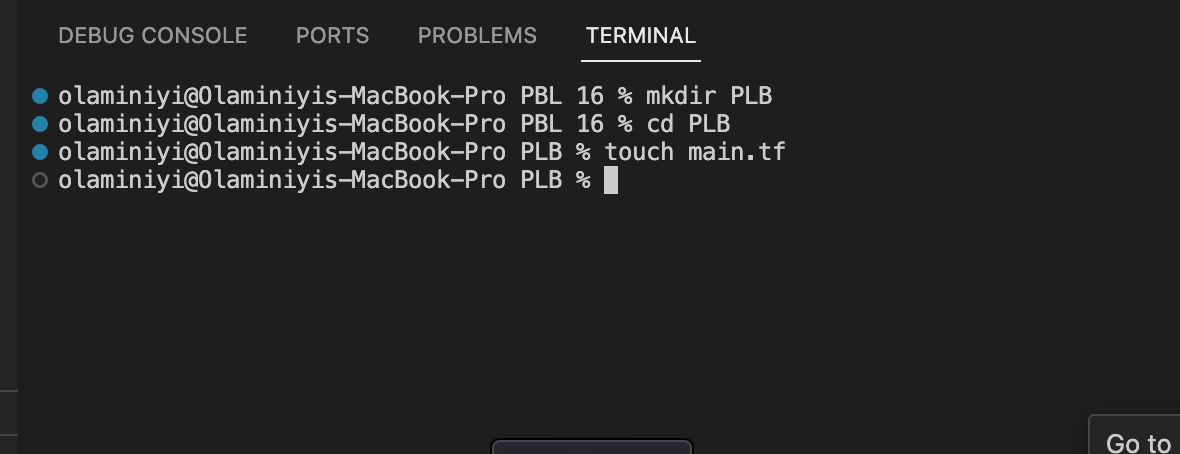 DEBUG CONSOLE PORTS PROBLEMS TERMINAL
olaminiyi@Olaminiyis-MacBook-Pro PBL 16 % mkdir PLB
olaminiyi@Olaminiyis-MacBook-Pro PBL 16 % cd PLB
olaminiyi@Olaminiyis-MacBook-Pro PLB % touch main.tf
olaminiyi@Olaminiyis-MacBook-Pro PLB %
Go to